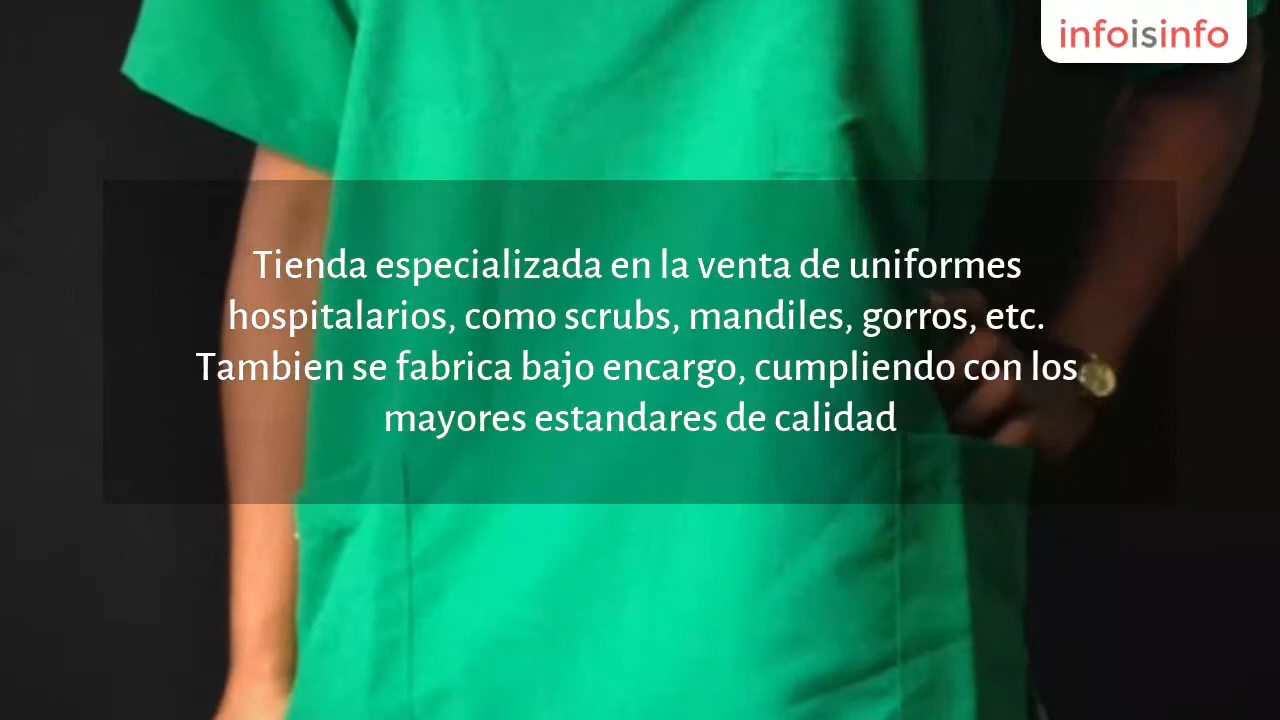 infoisinfo
Tienda especializada en la venta de uniformes
hospitalarios, como scrubs, mandiles, gorros, etc.
Tambien se fabrica bajo encargo, cumpliendo con los
mayores estandares de calidad